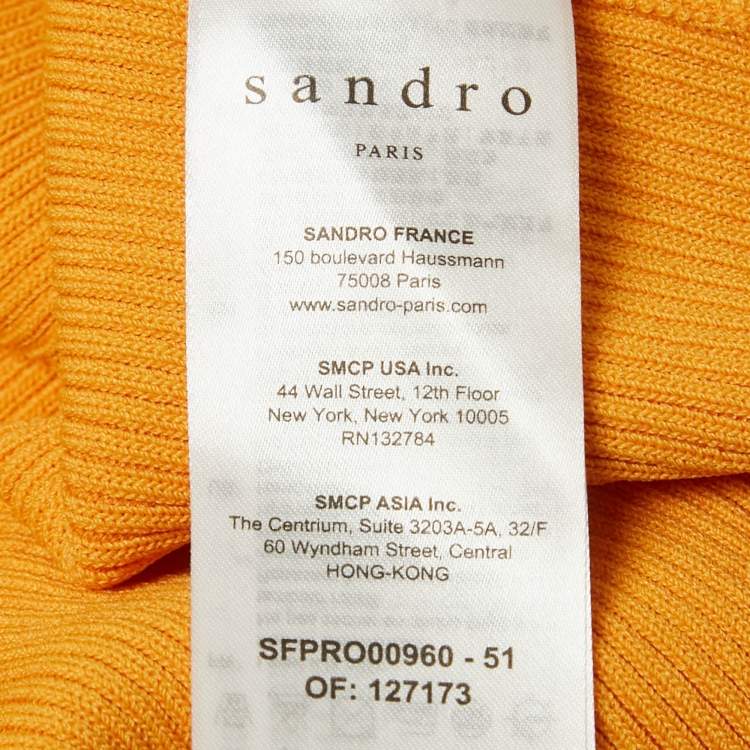 sandro
PARIS
SANDRO FRANCE
150 boulevard Haussmann
75008 Paris
www.sandro-paris.com
SMCP USA Inc.
44 Wall Street, 12th Floor
New York, New York 10005
RN132784
SMCP ASIA Inc.
The Centrium, Suite 3203A-5A, 32/F
60 Wyndham Street, Central
HONG-KONG
SFPRO00960 - 51
OF: 127173